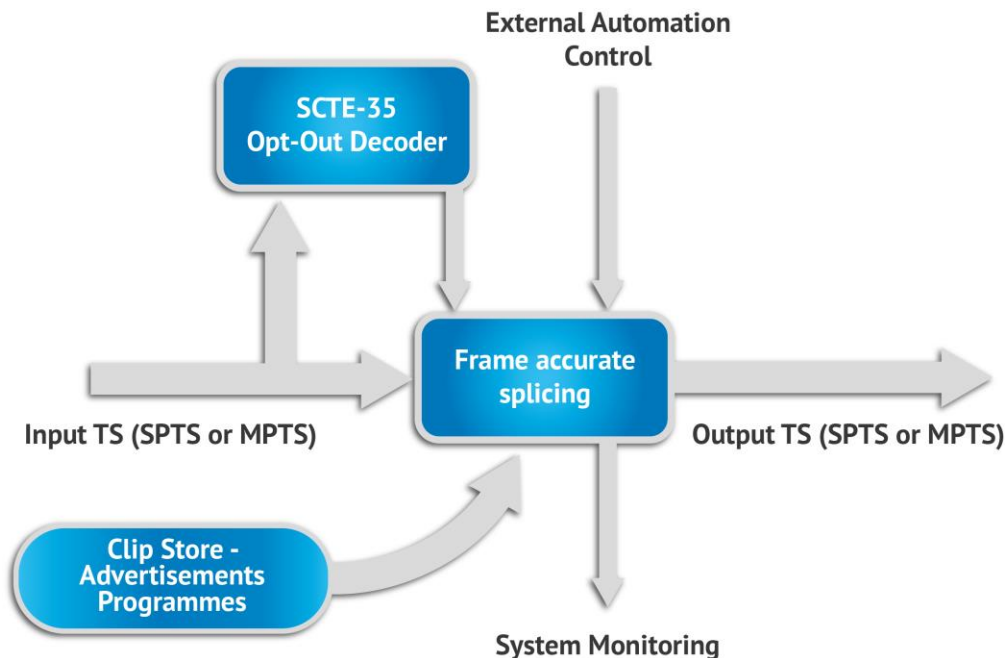 External Automation
Control
SCTE-35
Opt-Out Decoder
Frame accurate
splicing
Input TS (SPTS or MPTS)
Output TS (SPTS or MPTS)
Clip Store -
Advertisements
Programmes
System Monitoring